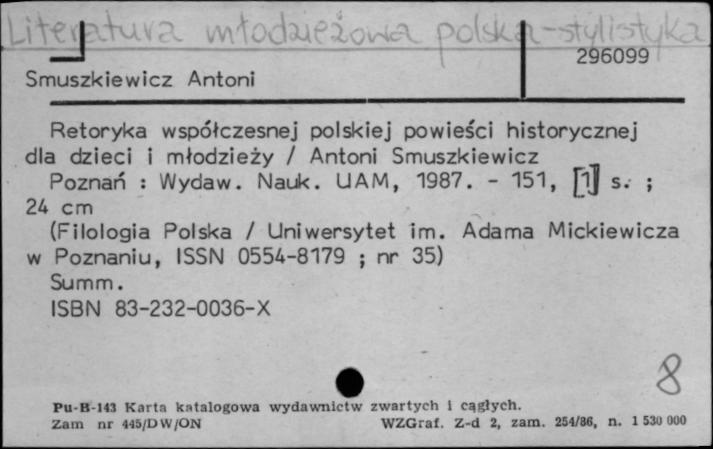 Literatura młodzieżowa polska-stylistyka
296099
Smuszkiewicz Antoni
Retoryka współczesnej polskiej powieści historycznej
dla dzieci i młodzieży / Antoni Smuszkiewicz
Poznań : Wydaw. Nauk. UAM, 1987. - 151, [1] s. ;
24 cm
(Filologia Polska / Uniwersytet im. Adama Mickiewicza
w Poznaniu, ISSN 0554-8179 ; nr 35)
Summ.
ISBN 83-232-0036-X
8
Pu-B-143 Karta katalogowa wydawnictw zwartych i cągłych.
Zam nr 445/DW/ON WZGraf. Z-d 2, zam. 254/86, n. 1 530 000